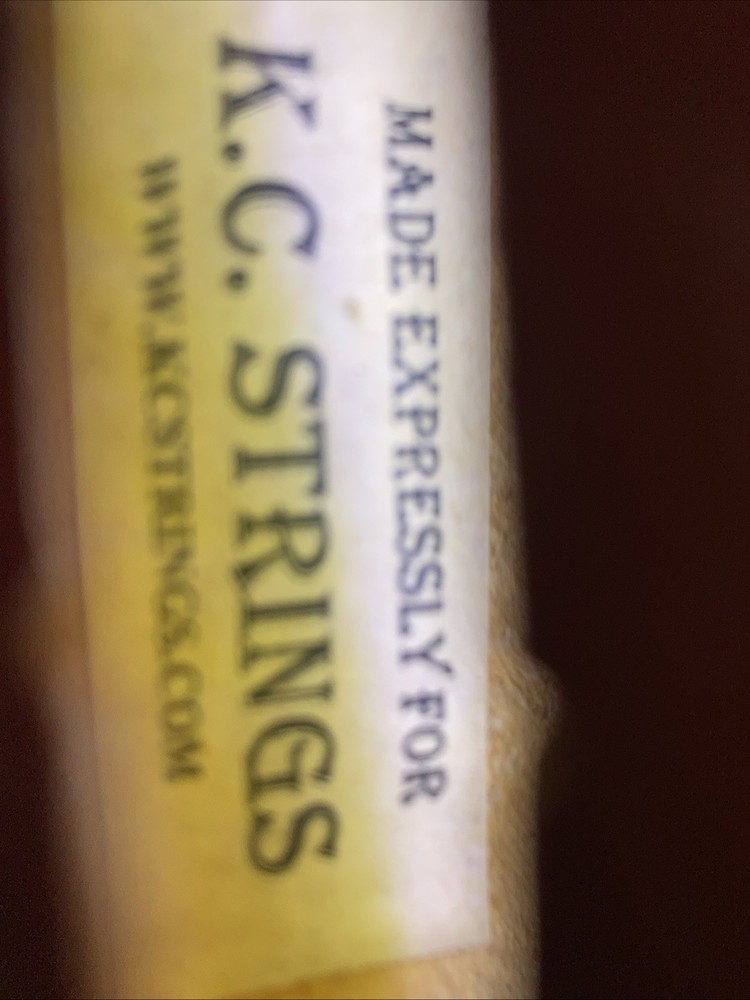 MADE EXPRESSLY FOR
K.C. STRINGS
WWW.KCSTRINGS.COM